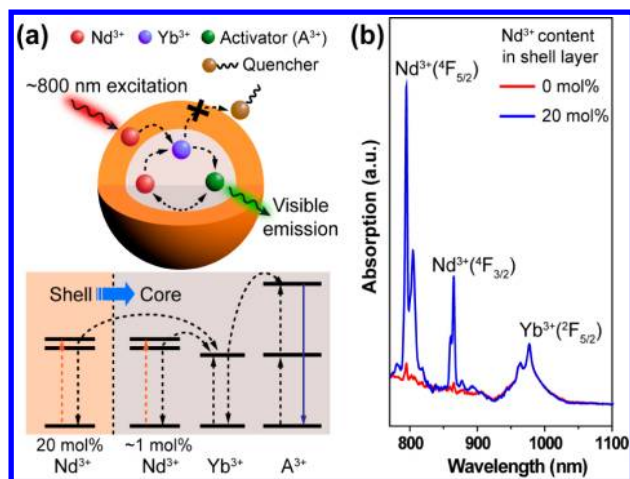 (a)
Nd³⁺ Yb³⁺ Activator (A³⁺)
Quencher
~800 nm excitation
Visible
emission
Shell Core
20 mol% ~1 mol%
Nd³⁺ Nd³⁺ Yb³⁺ A³⁺
(b)
Nd³⁺ content
in shell layer
0 mol%
20 mol%
Nd³⁺(⁴F₅/₂)
Nd³⁺(⁴F₃/₂)
Yb³⁺(²F₅/₂)
Absorption (a.u.)
800 900 1000 1100
Wavelength (nm)